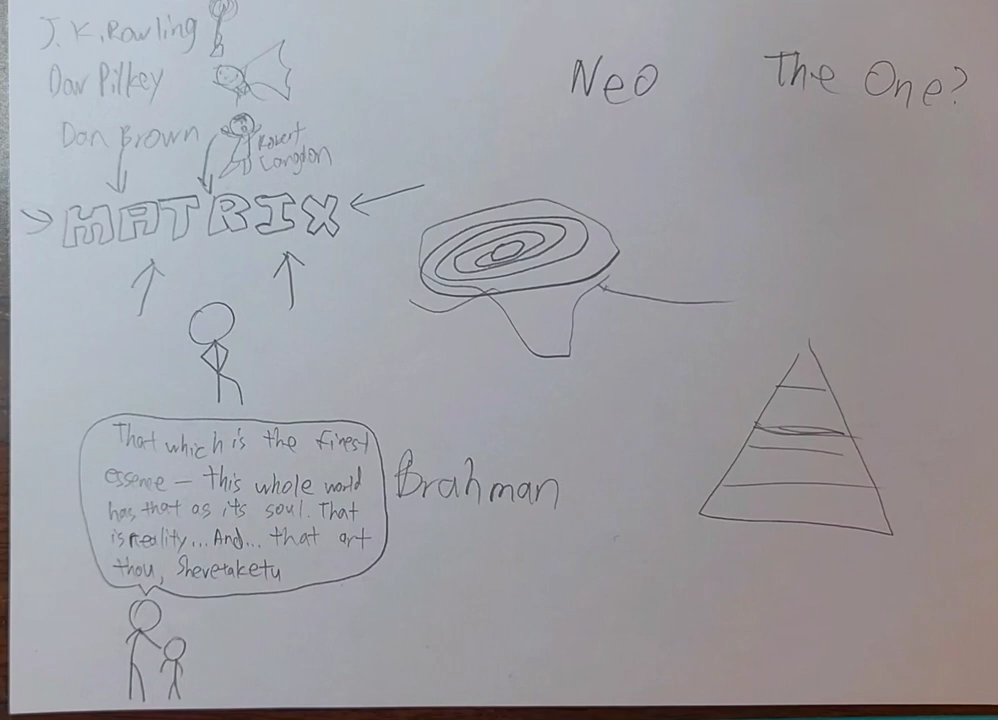 J.K. Rowling
Dav Pilkey
Dan Brown
Robert
Langdon
MATRIX
Neo
The One?
That which is the finest
essence — this whole world
has that as its soul. That
is reality... And... that art
thou, Shevetaketu
Brahman